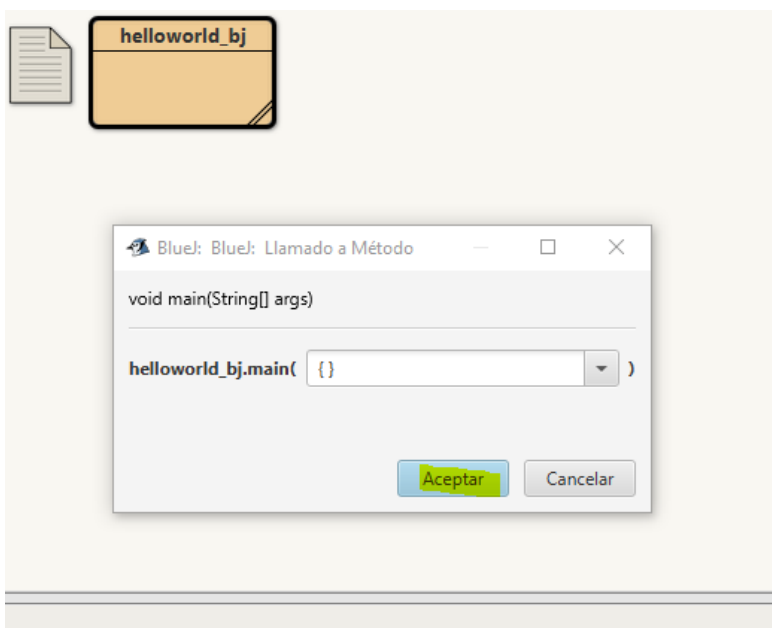 helloworld_bj
BlueJ: BlueJ: Llamado a Método
void main(String[] args)
helloworld_bj.main( {} )
Aceptar Cancelar